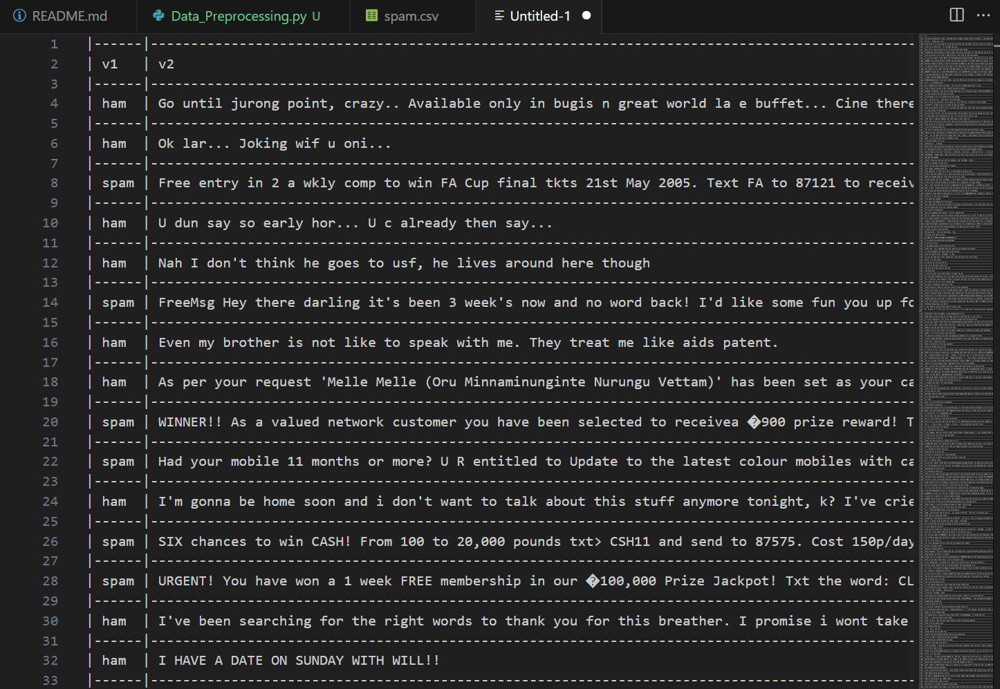 README.md Data_Preprocessing.py U spam.csv Untitled-1
1 |------|------------------------------------------------------------------------------------------------
2 | v1 | v2
3 |------|------------------------------------------------------------------------------------------------
4 | ham | Go until jurong point, crazy.. Available only in bugis n great world la e buffet... Cine there
5 |------|------------------------------------------------------------------------------------------------
6 | ham | Ok lar... Joking wif u oni...
7 |------|------------------------------------------------------------------------------------------------
8 | spam | Free entry in 2 a wkly comp to win FA Cup final tkts 21st May 2005. Text FA to 87121 to receiv
9 |------|------------------------------------------------------------------------------------------------
10 | ham | U dun say so early hor... U c already then say...
11 |------|------------------------------------------------------------------------------------------------
12 | ham | Nah I don't think he goes to usf, he lives around here though
13 |------|------------------------------------------------------------------------------------------------
14 | spam | FreeMsg Hey there darling it's been 3 week's now and no word back! I'd like some fun you up fo
15 |------|------------------------------------------------------------------------------------------------
16 | ham | Even my brother is not like to speak with me. They treat me like aids patent.
17 |------|------------------------------------------------------------------------------------------------
18 | ham | As per your request 'Melle Melle (Oru Minnaminunginte Nurungu Vettam)' has been set as your ca
19 |------|------------------------------------------------------------------------------------------------
20 | spam | WINNER!! As a valued network customer you have been selected to receivea �900 prize reward! T
21 |------|------------------------------------------------------------------------------------------------
22 | spam | Had your mobile 11 months or more? U R entitled to Update to the latest colour mobiles with ca
23 |------|------------------------------------------------------------------------------------------------
24 | ham | I'm gonna be home soon and i don't want to talk about this stuff anymore tonight, k? I've crie
25 |------|------------------------------------------------------------------------------------------------
26 | spam | SIX chances to win CASH! From 100 to 20,000 pounds txt> CSH11 and send to 87575. Cost 150p/day
27 |------|------------------------------------------------------------------------------------------------
28 | spam | URGENT! You have won a 1 week FREE membership in our �100,000 Prize Jackpot! Txt the word: CL
29 |------|------------------------------------------------------------------------------------------------
30 | ham | I've been searching for the right words to thank you for this breather. I promise i wont take
31 |------|------------------------------------------------------------------------------------------------
32 | ham | I HAVE A DATE ON SUNDAY WITH WILL!!
33 |------|------------------------------------------------------------------------------------------------